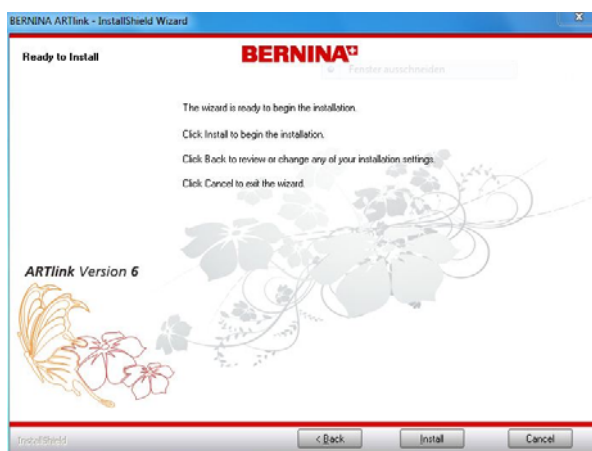 BERNINA ARTlink - InstallShield Wizard
x
Ready to Install
BERNINA
Fenster ausschneiden
The wizard is ready to begin the installation.
Click Install to begin the installation.
Click Back to review or change any of your installation settings.
Click Cancel to exit the wizard.
ARTlink Version 6
InstallShield
< Back
Install
Cancel